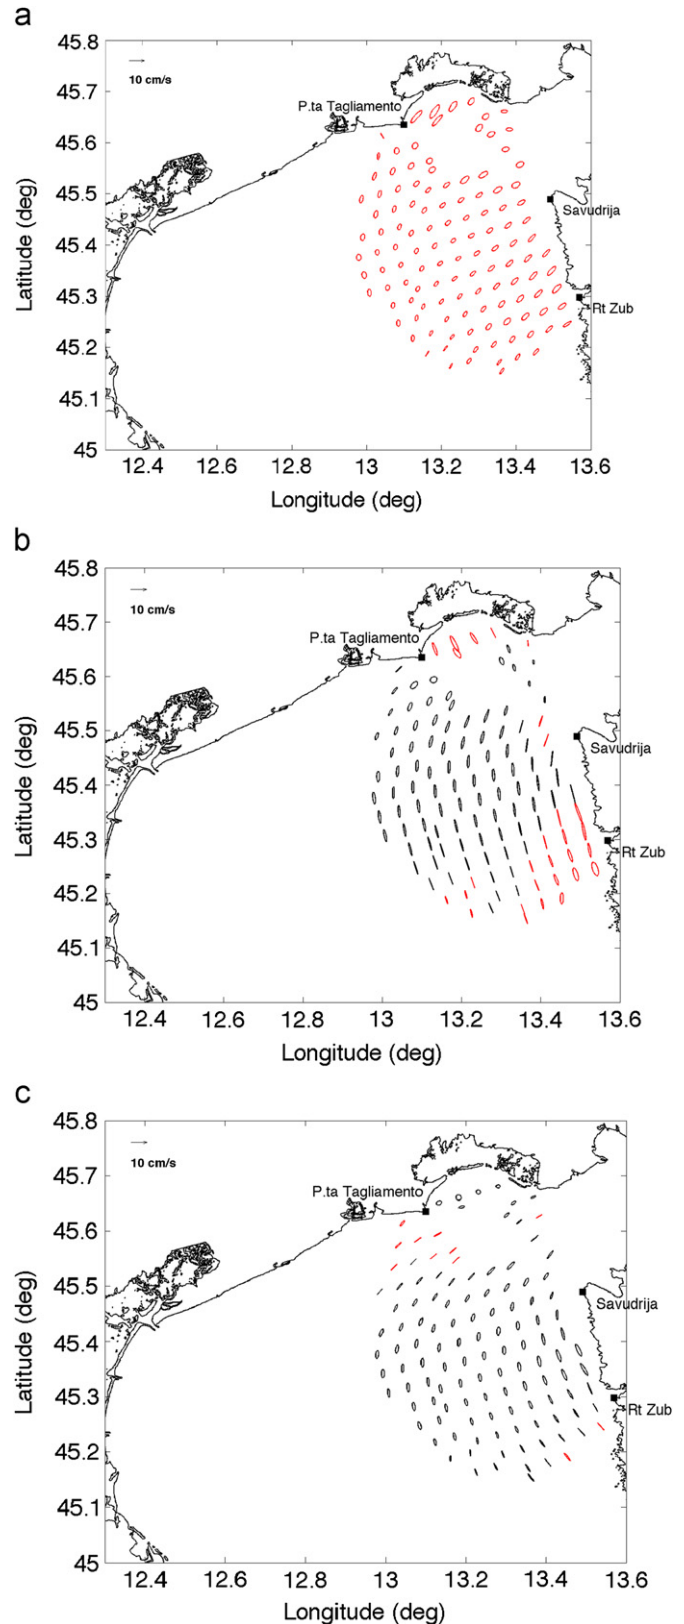 a
45.8
45.7
45.6
45.5
45.4
45.3
45.2
45.1
45
Latitude (deg)
10 cm/s
P.ta Tagliamento
Savudrija
Rt Zub
12.4 12.6 12.8 13 13.2 13.4 13.6
Longitude (deg)
b
45.8
45.7
45.6
45.5
45.4
45.3
45.2
45.1
45
Latitude (deg)
10 cm/s
P.ta Tagliamento
Savudrija
Rt Zub
12.4 12.6 12.8 13 13.2 13.4 13.6
Longitude (deg)
c
45.8
45.7
45.6
45.5
45.4
45.3
45.2
45.1
45
Latitude (deg)
10 cm/s
P.ta Tagliamento
Savudrija
Rt Zub
12.4 12.6 12.8 13 13.2 13.4 13.6
Longitude (deg)